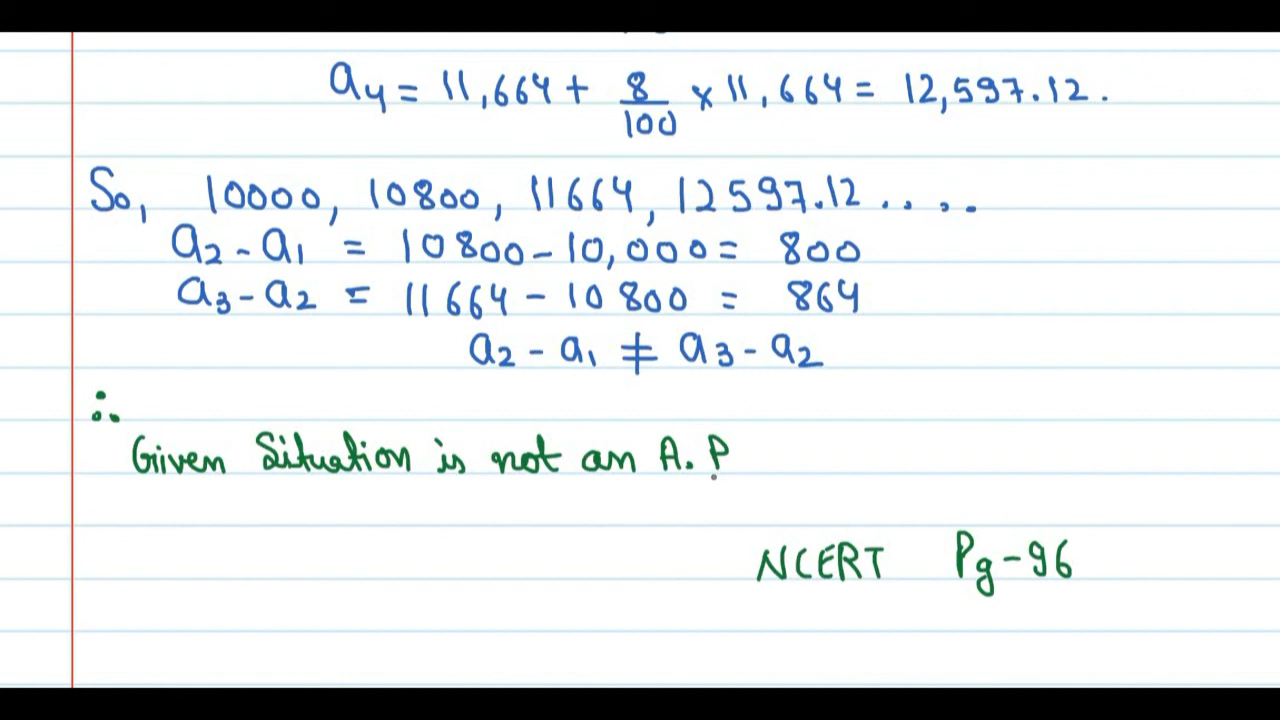 a4 = 11,664 + 8/100 × 11,664 = 12,597.12.
So, 10000, 10800, 11664, 12597.12 ....
a2 - a1 = 10800 - 10,000 = 800
a3 - a2 = 11664 - 10800 = 864
a2 - a1 ≠ a3 - a2
∴
Given Situation is not an A.P
NCERT Pg-96